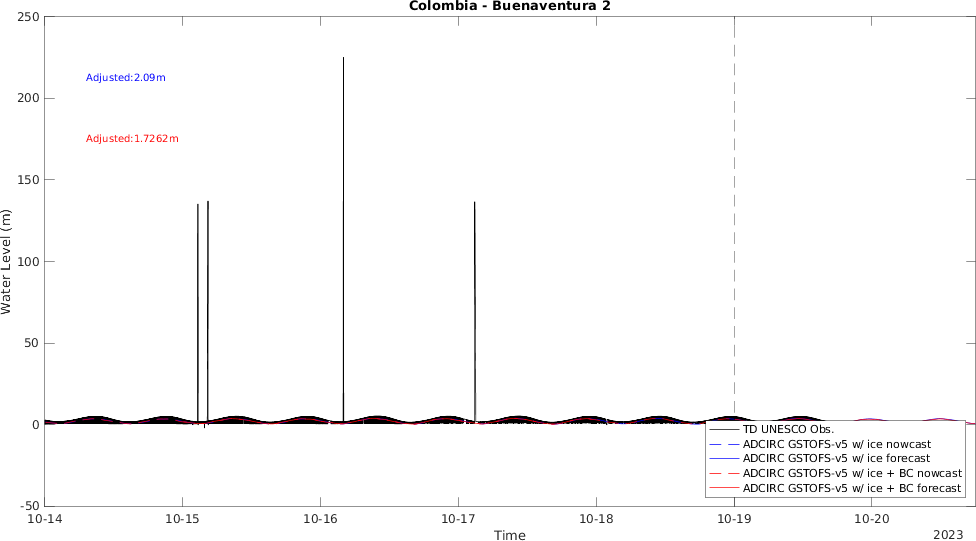 Colombia - Buenaventura 2
Water Level (m)
250
200
150
100
50
0
-50
Adjusted:2.09m
Adjusted:1.7262m
TD UNESCO Obs.
ADCIRC GSTOFS-v5 w/ ice nowcast
ADCIRC GSTOFS-v5 w/ ice forecast
ADCIRC GSTOFS-v5 w/ ice + BC nowcast
ADCIRC GSTOFS-v5 w/ ice + BC forecast
10-14 10-15 10-16 10-17 10-18 10-19 10-20
Time
2023